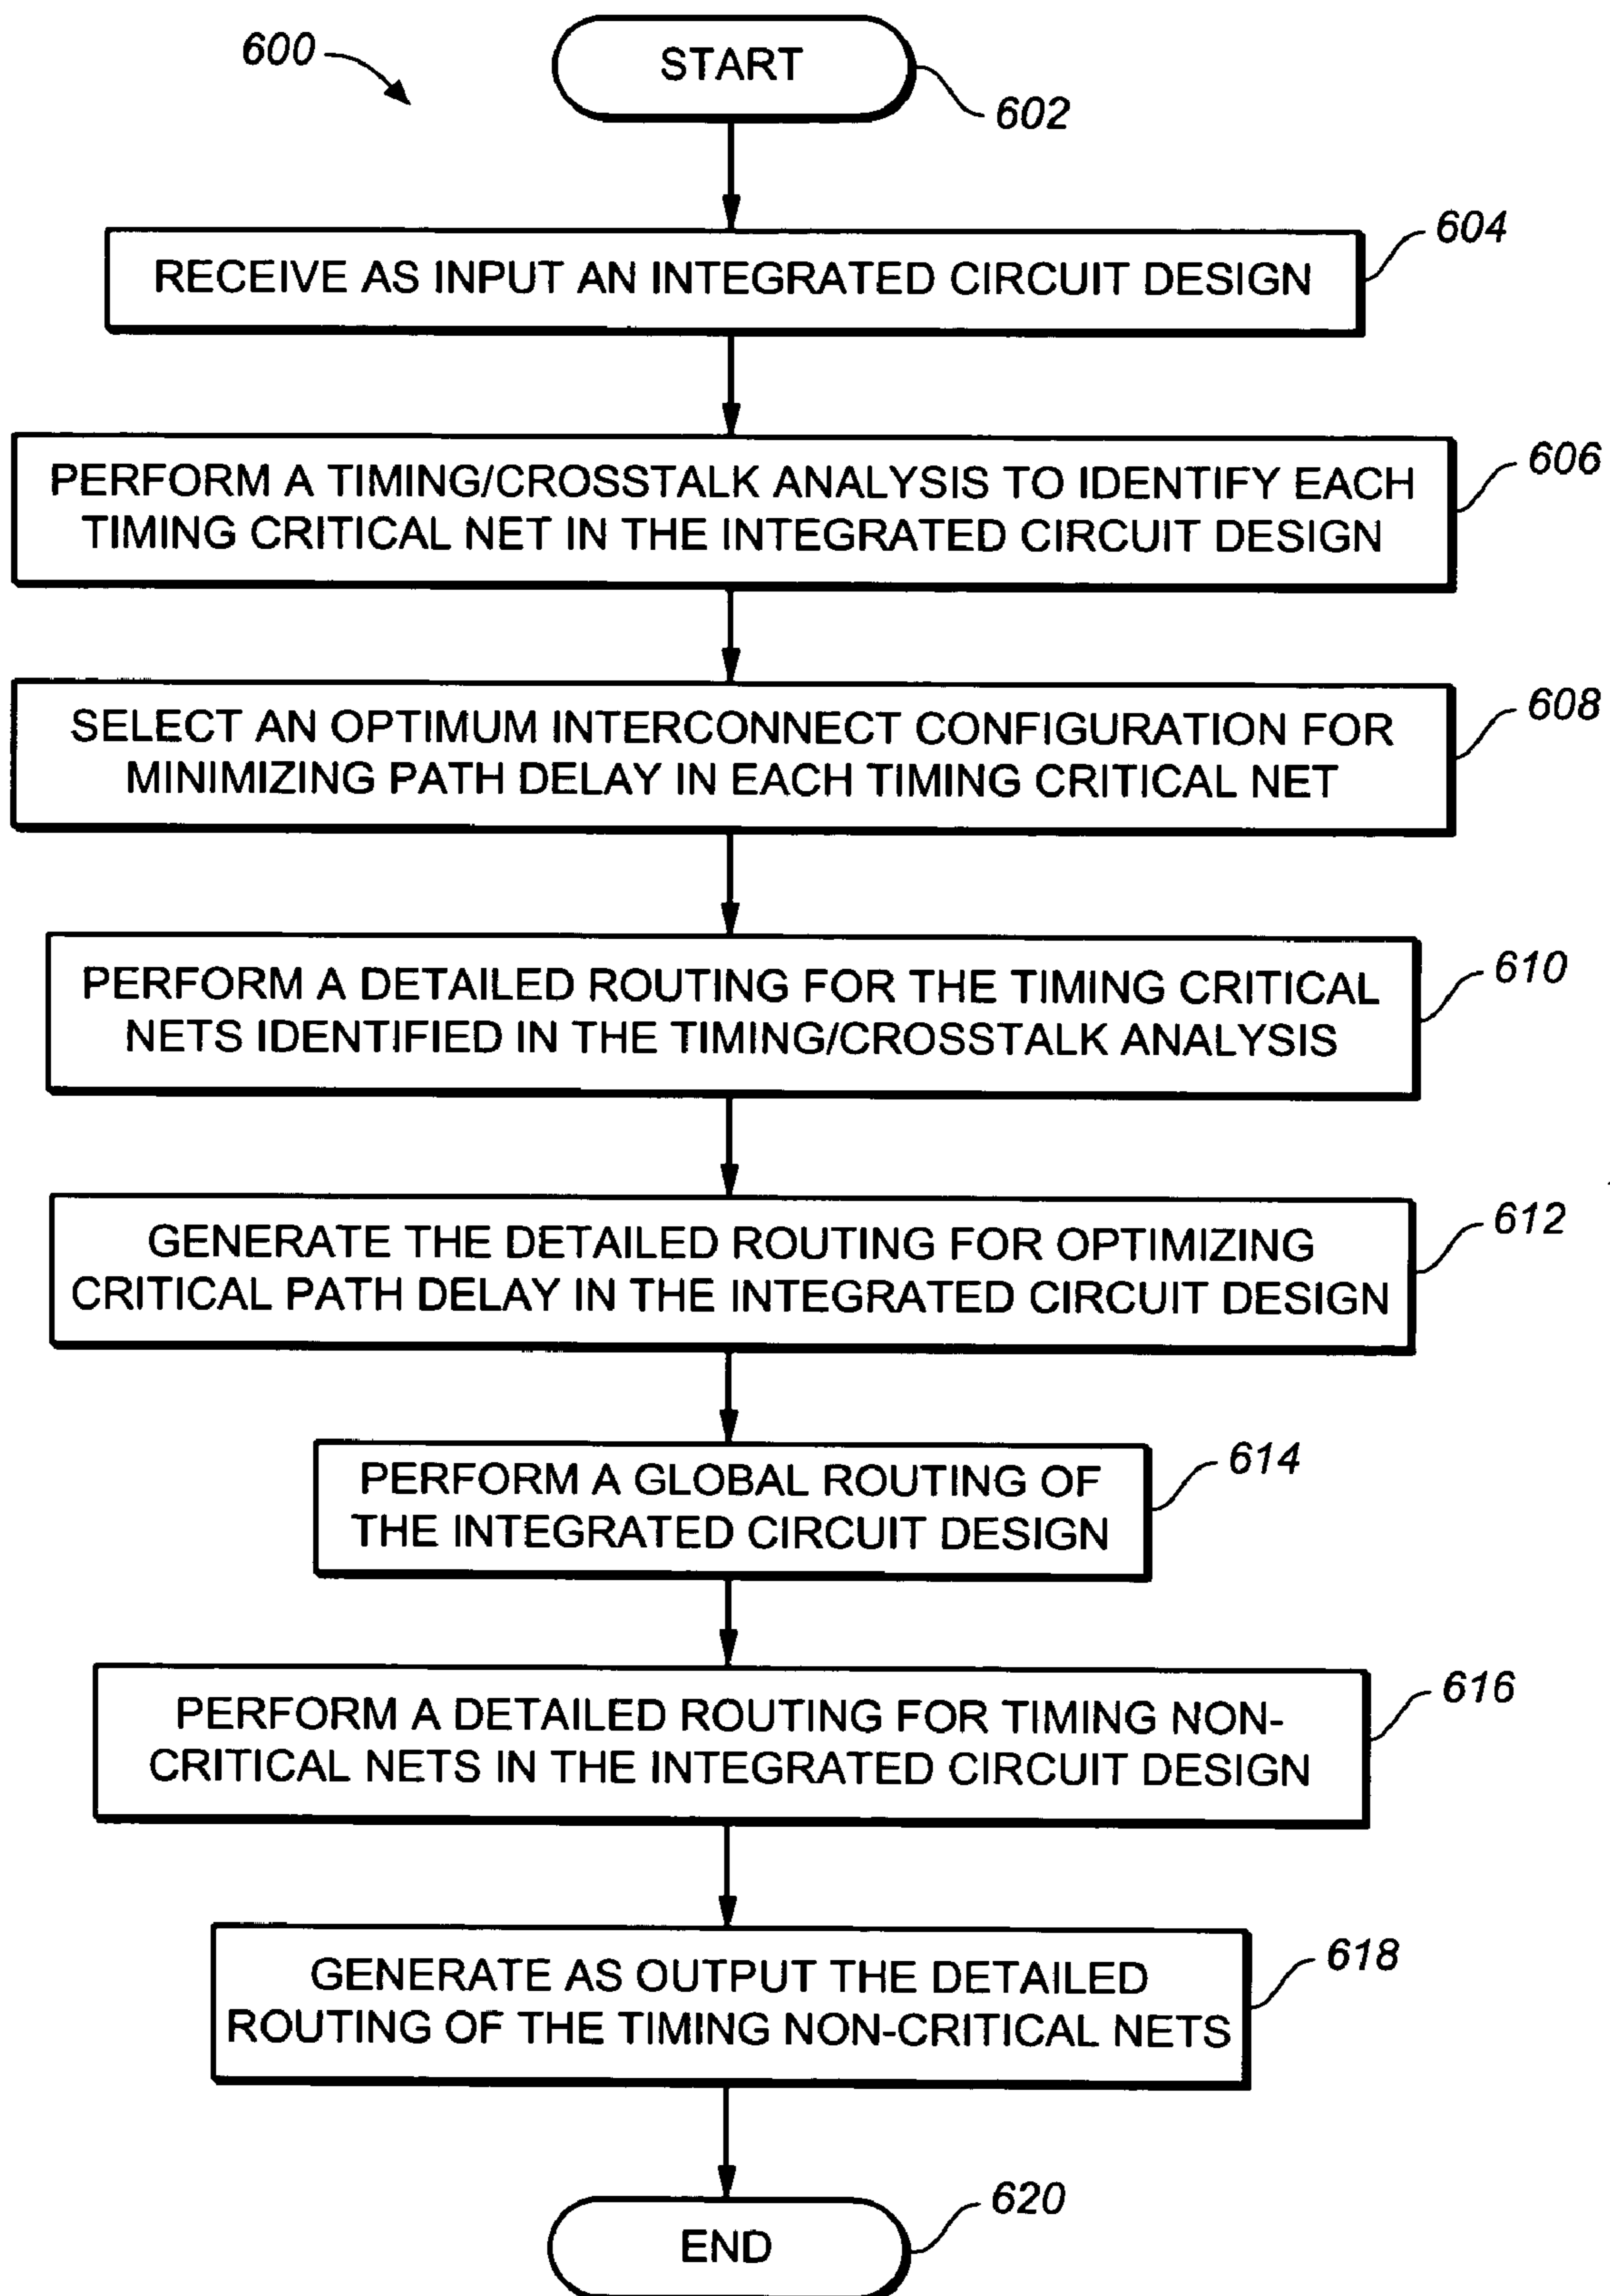 600
START
602
604
RECEIVE AS INPUT AN INTEGRATED CIRCUIT DESIGN
606
PERFORM A TIMING/CROSSTALK ANALYSIS TO IDENTIFY EACH
TIMING CRITICAL NET IN THE INTEGRATED CIRCUIT DESIGN
608
SELECT AN OPTIMUM INTERCONNECT CONFIGURATION FOR
MINIMIZING PATH DELAY IN EACH TIMING CRITICAL NET
610
PERFORM A DETAILED ROUTING FOR THE TIMING CRITICAL
NETS IDENTIFIED IN THE TIMING/CROSSTALK ANALYSIS
612
GENERATE THE DETAILED ROUTING FOR OPTIMIZING
CRITICAL PATH DELAY IN THE INTEGRATED CIRCUIT DESIGN
614
PERFORM A GLOBAL ROUTING OF
THE INTEGRATED CIRCUIT DESIGN
616
PERFORM A DETAILED ROUTING FOR TIMING NON-
CRITICAL NETS IN THE INTEGRATED CIRCUIT DESIGN
618
GENERATE AS OUTPUT THE DETAILED
ROUTING OF THE TIMING NON-CRITICAL NETS
620
END